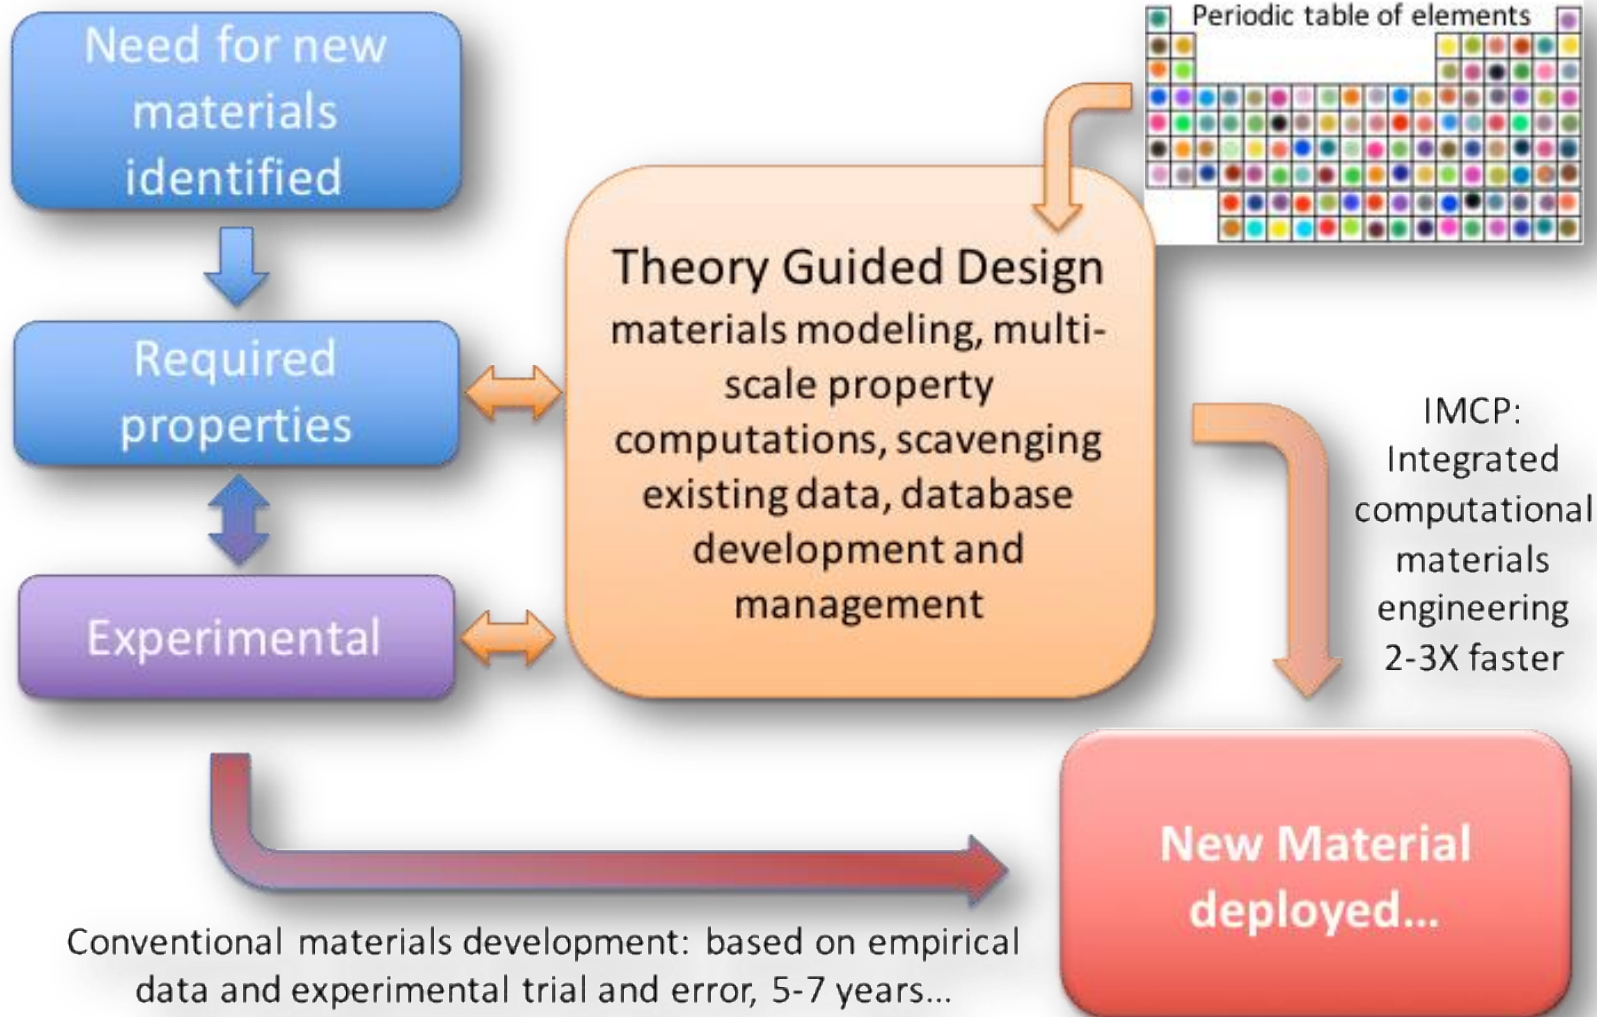 Need for new
materials
identified
Periodic table of elements
Required
properties
Experimental
Theory Guided Design
materials modeling, multi-
scale property
computations, scavenging
existing data, database
development and
management
IMCP:
Integrated
computational
materials
engineering
2-3X faster
New Material
deployed...
Conventional materials development: based on empirical
data and experimental trial and error, 5-7 years...